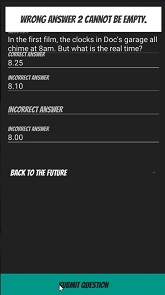 WRONG ANSWER 2 CANNOT BE EMPTY.
In the first film, the clocks in Doc's garage all
chime at 8am. But what is the real time?
CORRECT ANSWER
8.25
INCORRECT ANSWER
8.10
INCORRECT ANSWER
INCORRECT ANSWER
8.00
BACK TO THE FUTURE
SUBMIT QUESTION